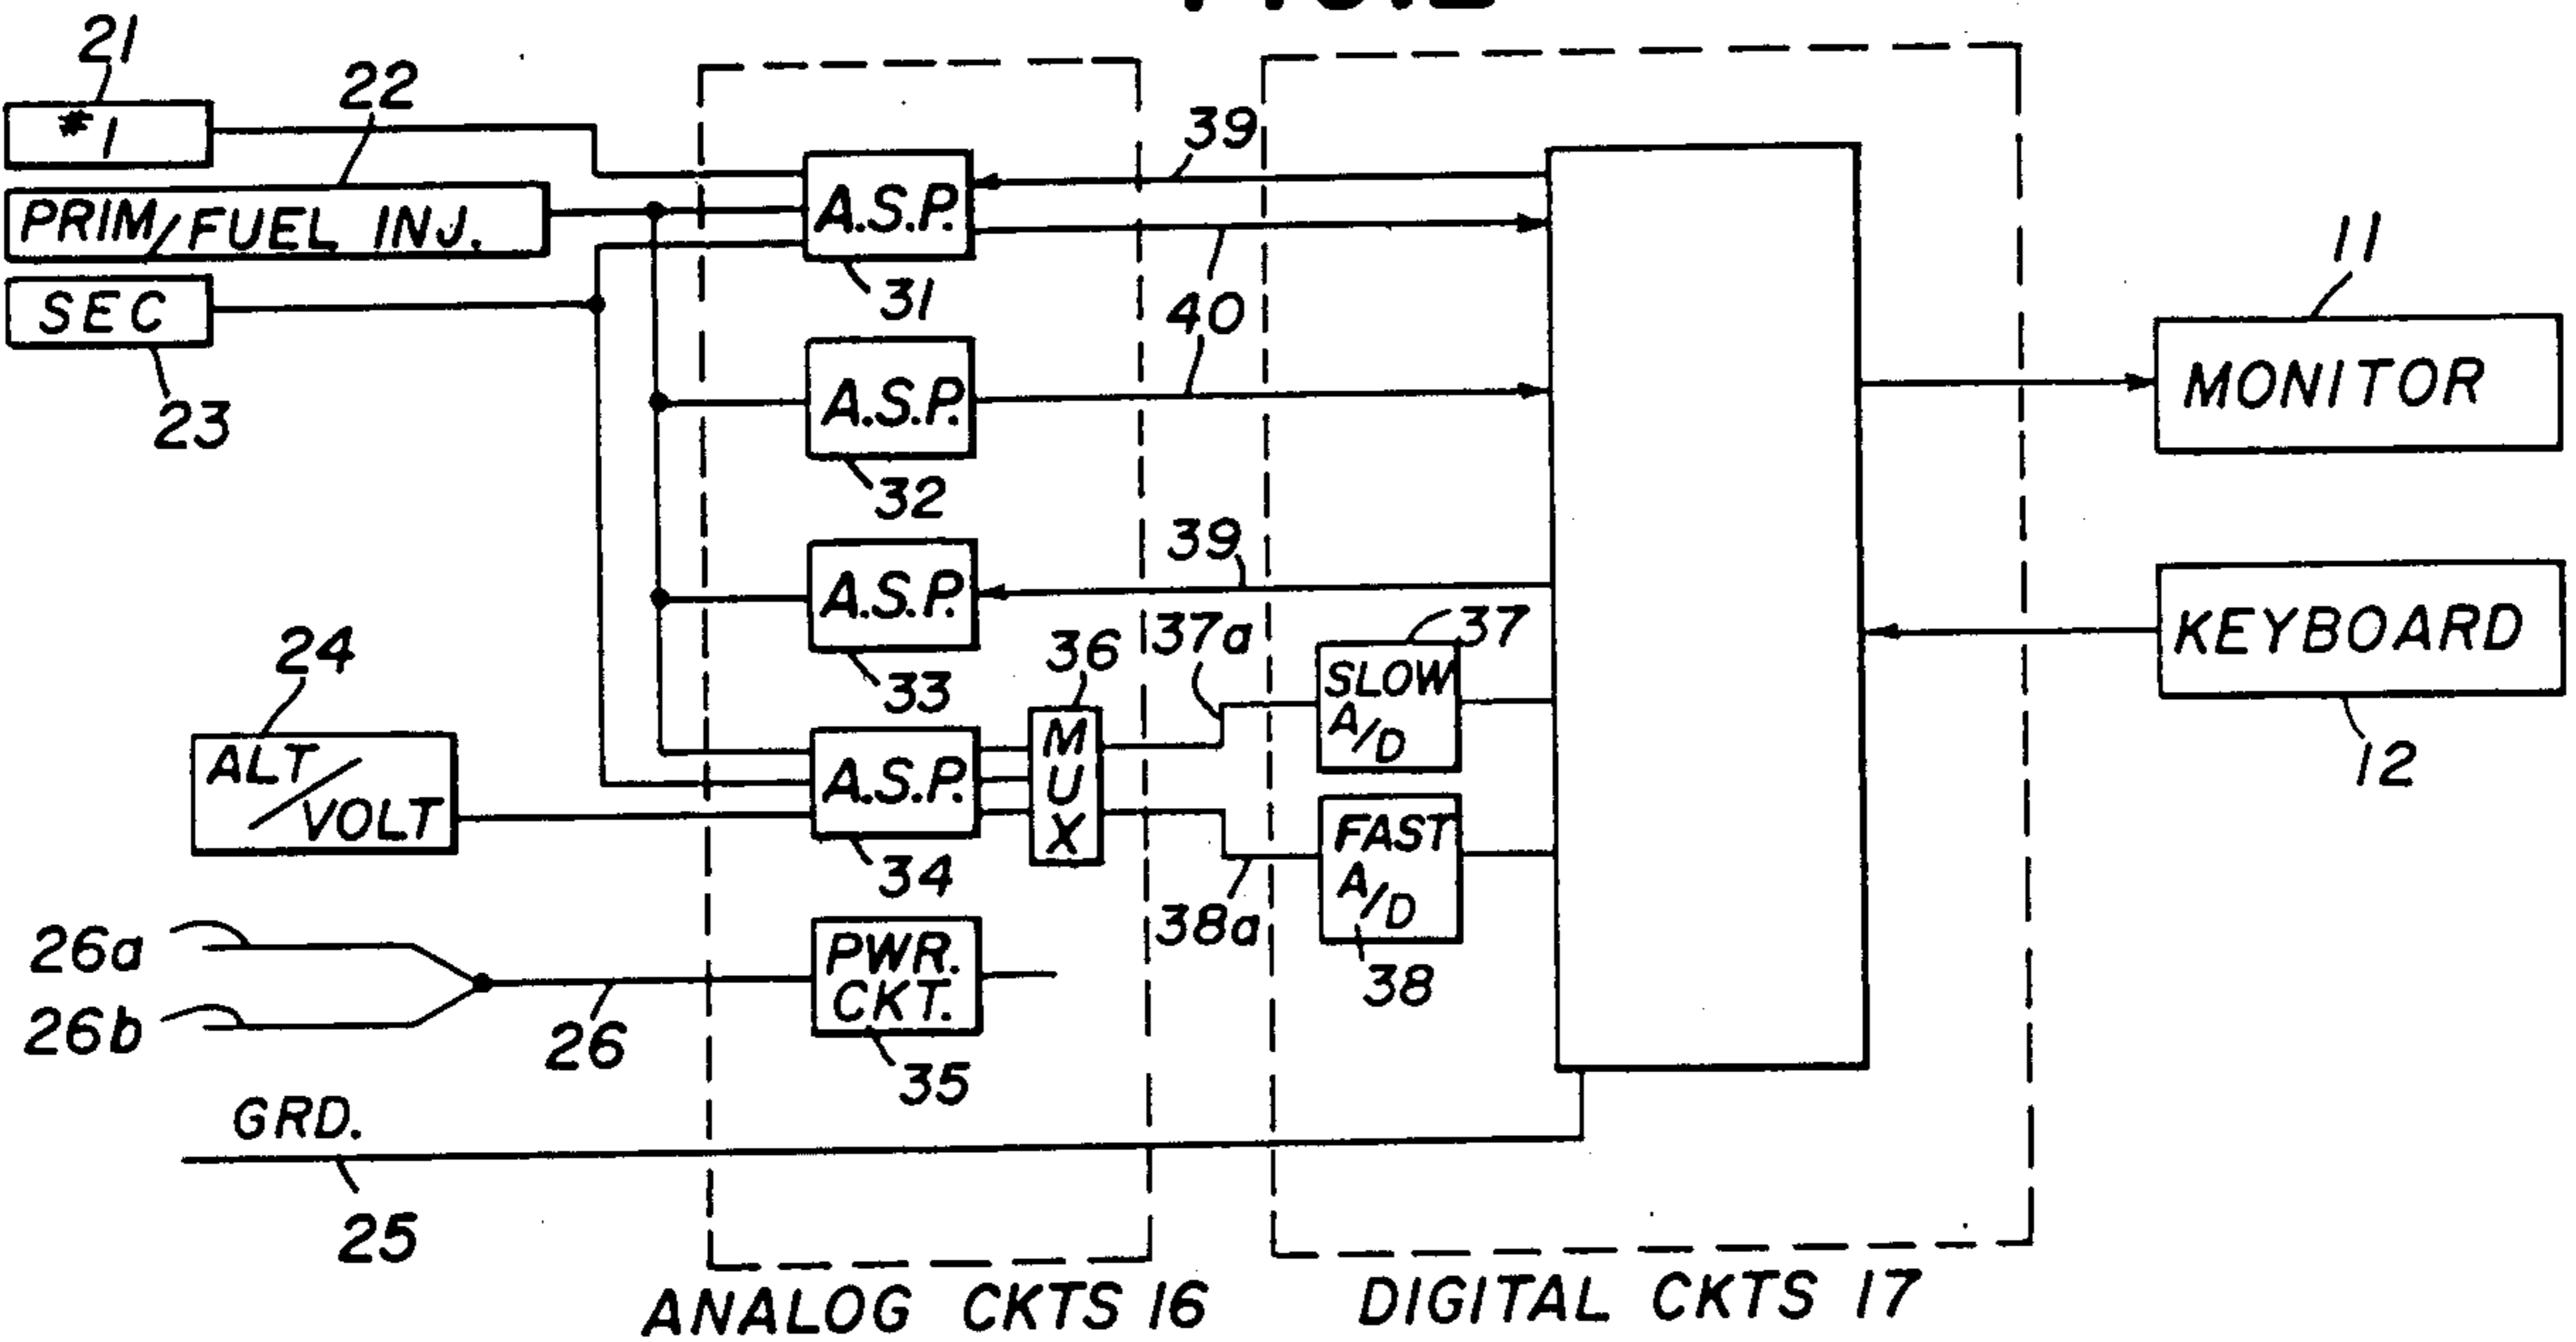 21
#1
22
PRIM/FUEL INJ.
SEC
23
A.S.P.
31
39
40
A.S.P.
32
A.S.P.
33
39
24
ALT/VOLT
A.S.P.
34
36
MUX
37a
37
SLOW A/D
FAST A/D
38
38a
26a
26b
26
PWR.
CKT.
35
GRD.
25
11
MONITOR
KEYBOARD
12
ANALOG CKTS 16
DIGITAL CKTS 17